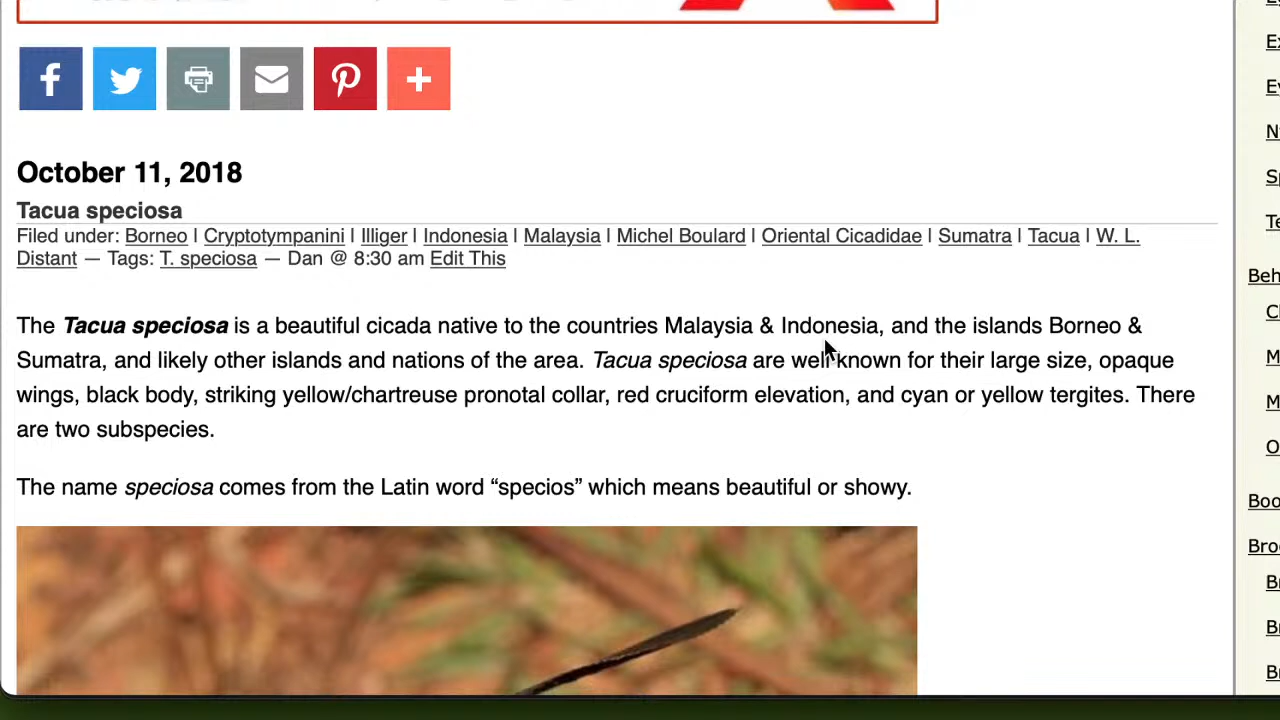 October 11, 2018
Tacua speciosa
Filed under: Borneo | Cryptotympanini | Illiger | Indonesia | Malaysia | Michel Boulard | Oriental Cicadidae | Sumatra | Tacua | W. L.
Distant — Tags: T. speciosa — Dan @ 8:30 am Edit This
The Tacua speciosa is a beautiful cicada native to the countries Malaysia & Indonesia, and the islands Borneo &
Sumatra, and likely other islands and nations of the area. Tacua speciosa are well known for their large size, opaque
wings, black body, striking yellow/chartreuse pronotal collar, red cruciform elevation, and cyan or yellow tergites. There
are two subspecies.
The name speciosa comes from the Latin word “specios” which means beautiful or showy.